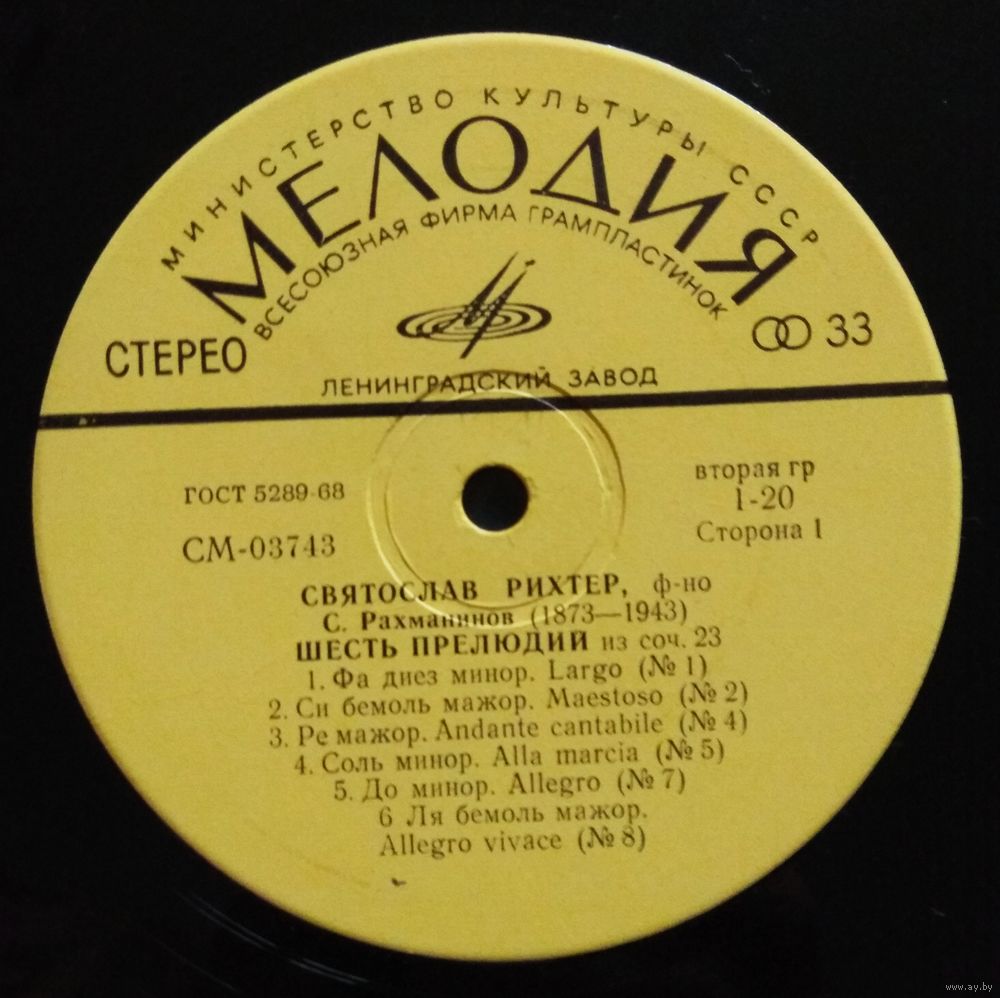 МИНИСТЕРСТВО КУЛЬТУРЫ СССР
МЕЛОДИЯ
ВСЕСОЮЗНАЯ ФИРМА ГРАМПЛАСТИНОК
СТЕРЕО
33
ЛЕНИНГРАДСКИЙ ЗАВОД
ГОСТ 5289-68
вторая гр
1-20
СМ-03743
Сторона 1
СВЯТОСЛАВ РИХТЕР, ф-но
С. Рахманинов (1873—1943)
ШЕСТЬ ПРЕЛЮДИЙ из соч. 23
1. Фа диез минор. Largo (№ 1)
2. Си бемоль мажор. Maestoso (№ 2)
3. Ре мажор. Andante cantabile (№ 4)
4. Соль минор. Alla marcia (№ 5)
5. До минор. Allegro (№ 7)
6 Ля бемоль мажор.
Allegro vivace (№ 8)
www.ay.by